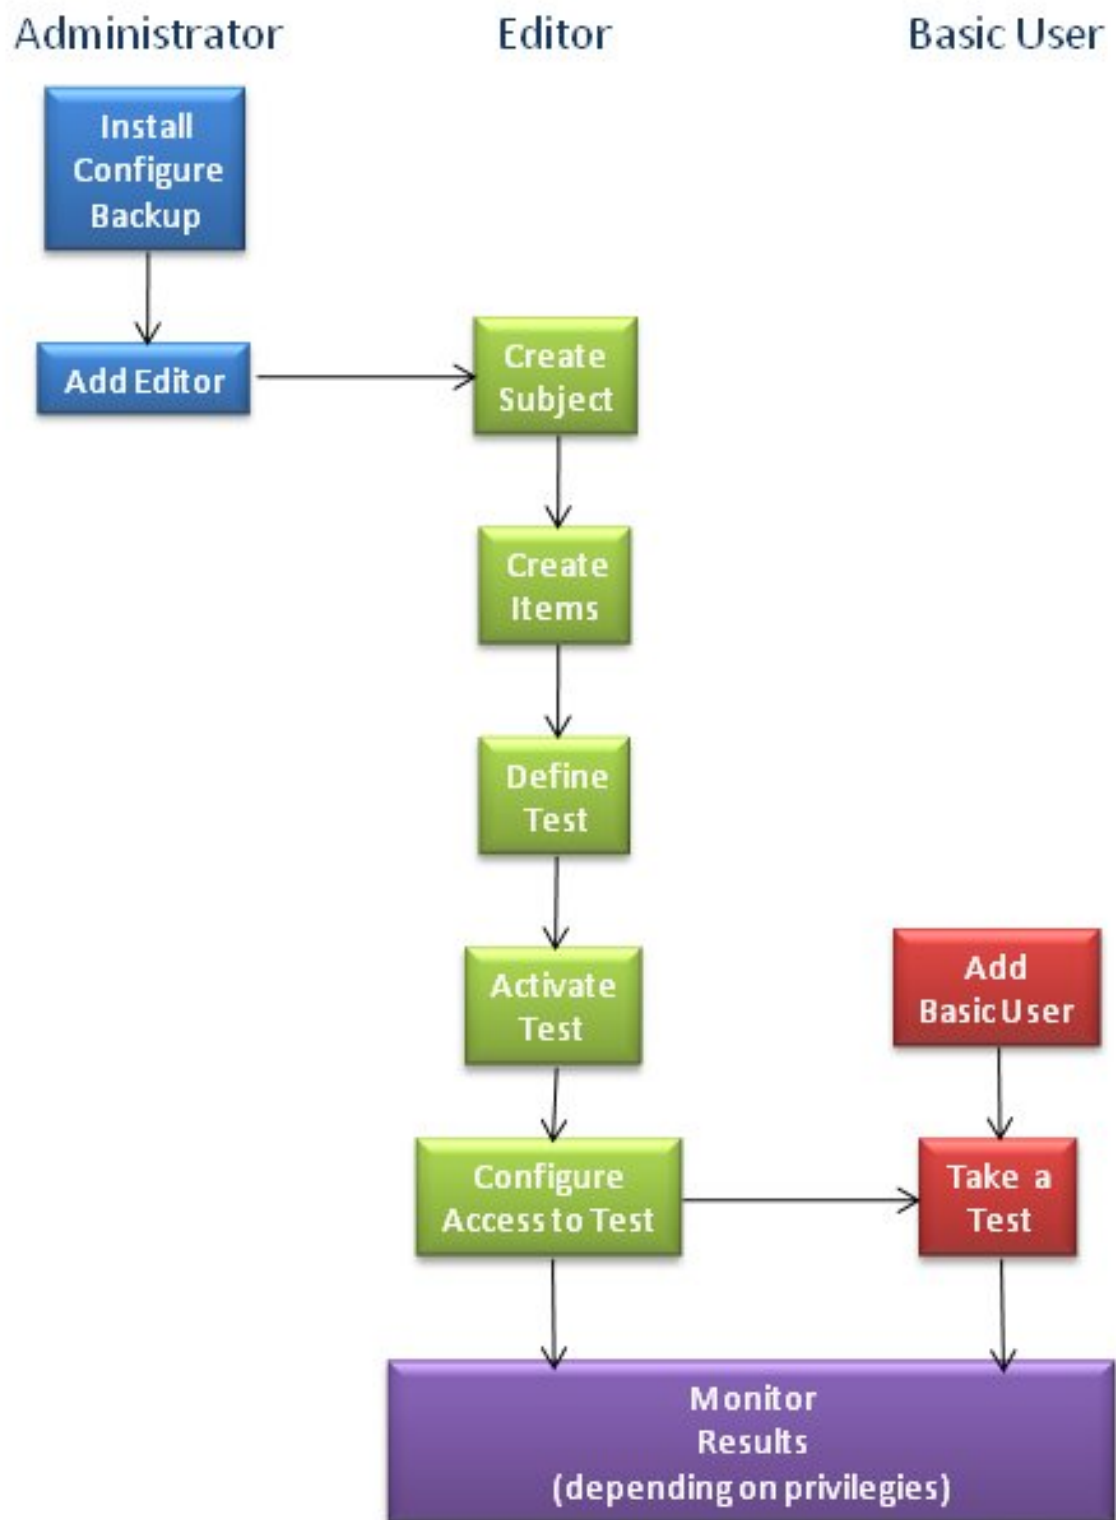 Administrator
Editor
Basic User
Install
Configure
Backup
Add Editor
Create
Subject
Create
Items
Define
Test
Activate
Test
Add
Basic User
Configure
Access to Test
Take a
Test
Monitor
Results
(depending on privilegies)